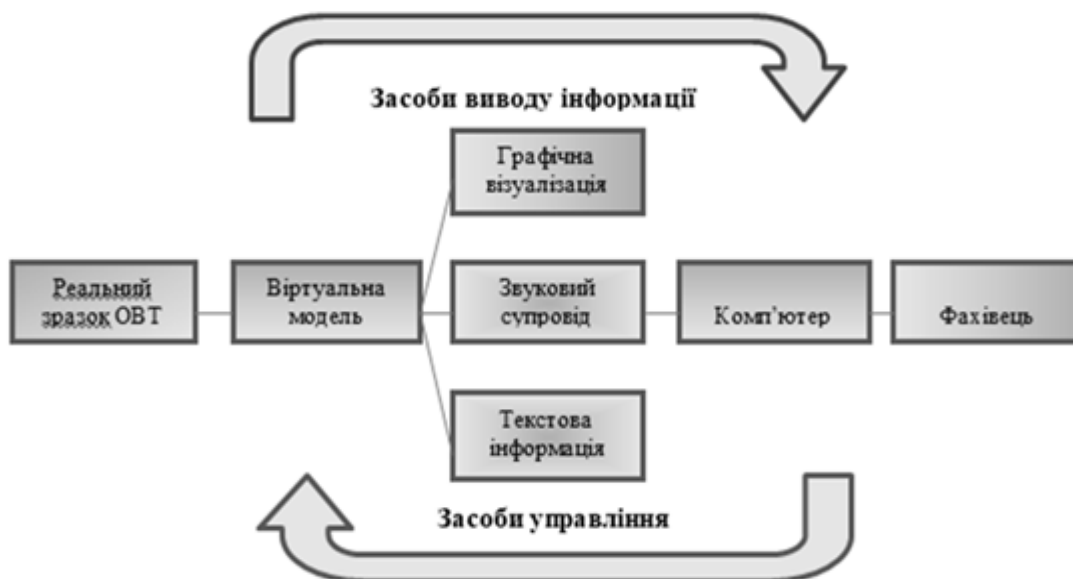 Засоби виводу інформації
Графічна
візуалізація
Реальний
зразок ОВТ
Віртуальна
модель
Звуковий
супровід
Комп’ютер
Фахівець
Текстова
інформація
Засоби управління